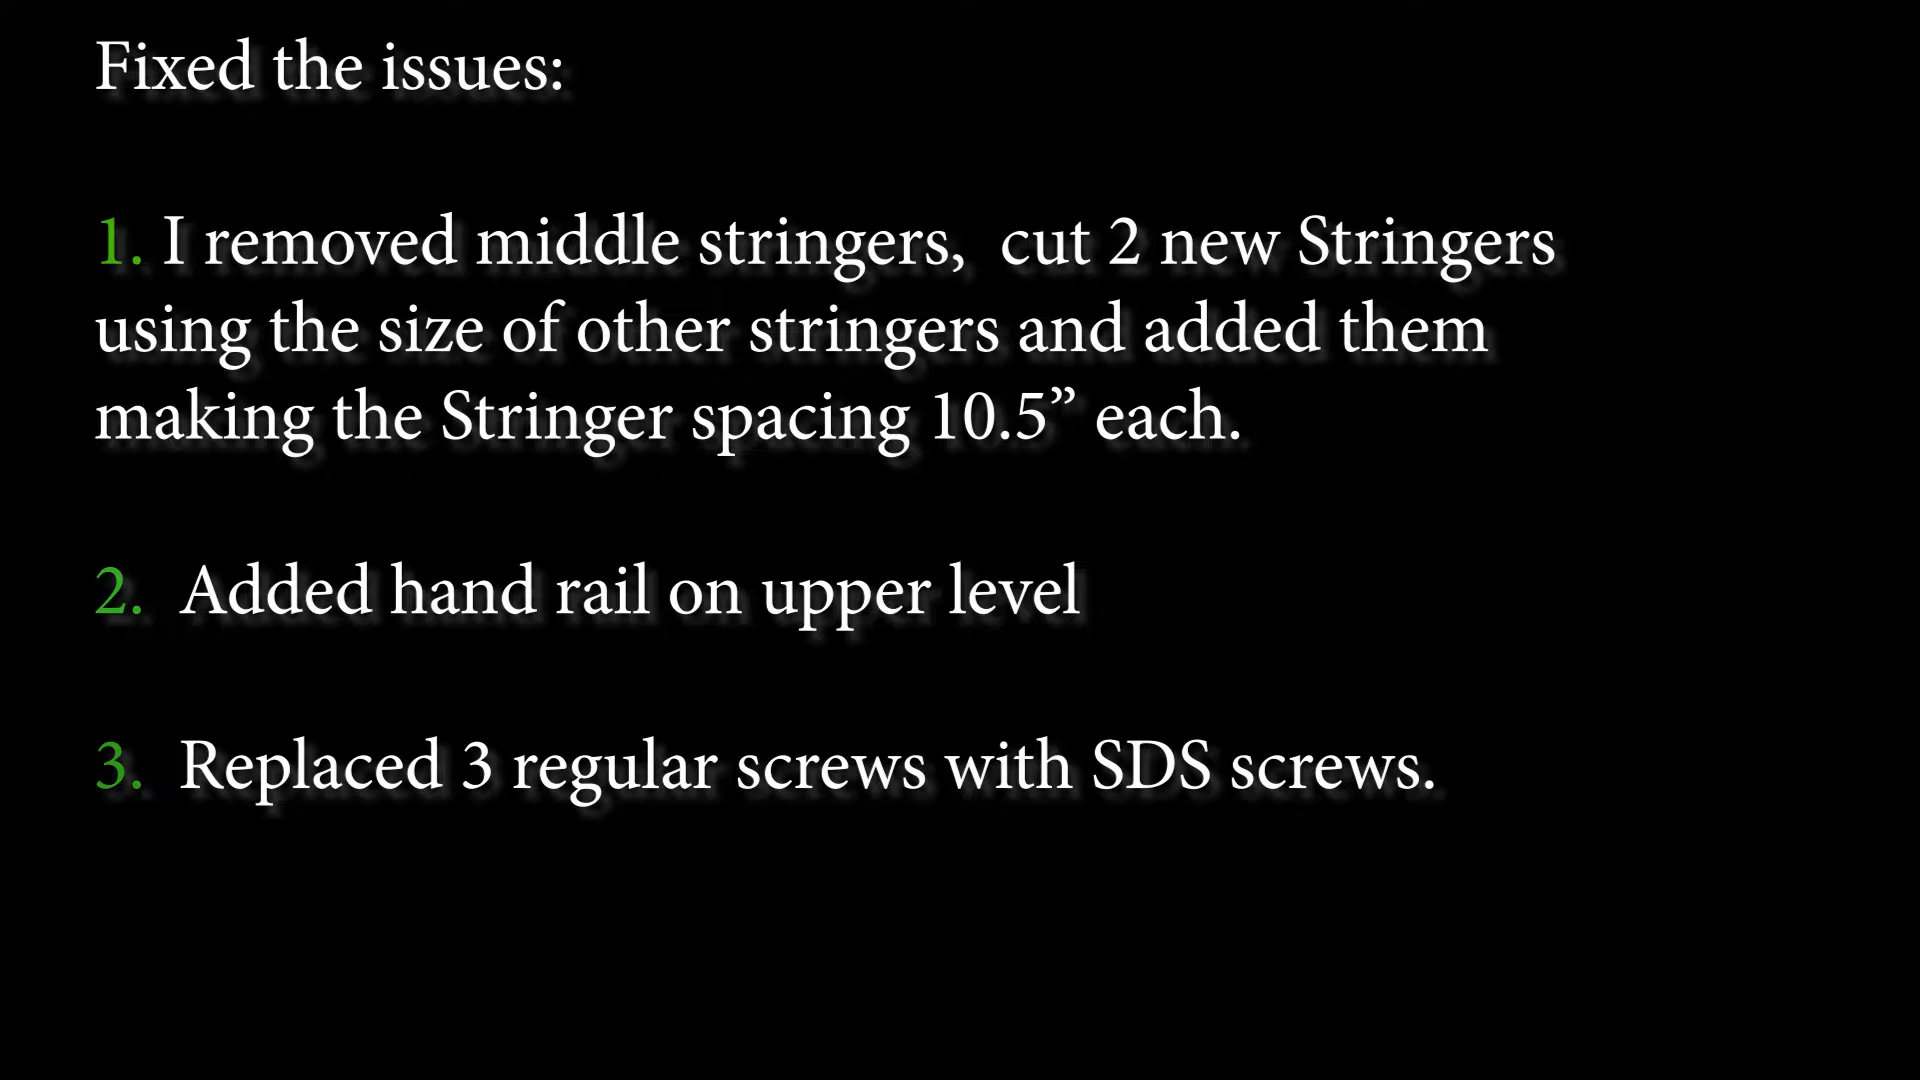 Fixed the issues:
1. I removed middle stringers,  cut 2 new Stringers
using the size of other stringers and added them
making the Stringer spacing 10.5” each.
2.  Added hand rail on upper level
3.  Replaced 3 regular screws with SDS screws.